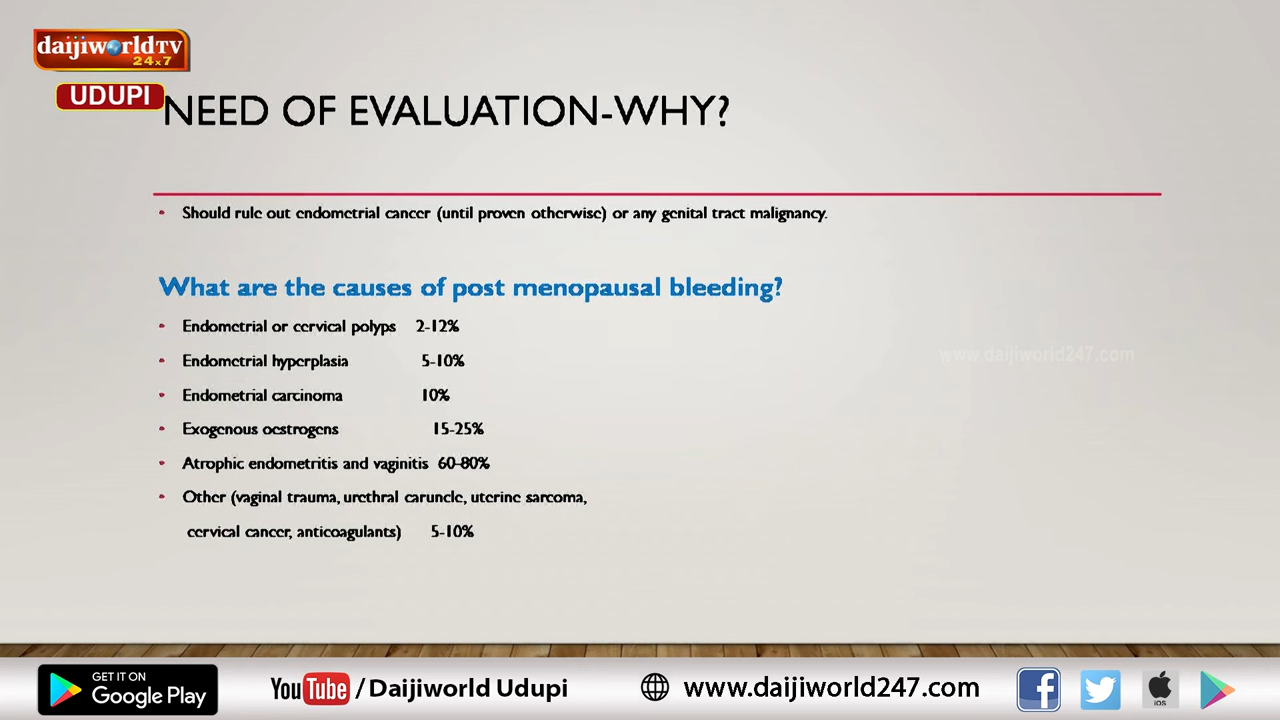 daijiworldTV
24x7
UDUPI
NEED OF EVALUATION-WHY?
• Should rule out endometrial cancer (until proven otherwise) or any genital tract malignancy.
What are the causes of post menopausal bleeding?
• Endometrial or cervical polyps 2-12%
• Endometrial hyperplasia 5-10%
www.daijiworld247.com
• Endometrial carcinoma 10%
• Exogenous oestrogens 15-25%
• Atrophic endometritis and vaginitis 60-80%
• Other (vaginal trauma, urethral caruncle, uterine sarcoma,
cervical cancer, anticoagulants) 5-10%
GET IT ON
Google Play
YouTube / Daijiworld Udupi
www.daijiworld247.com
iOS